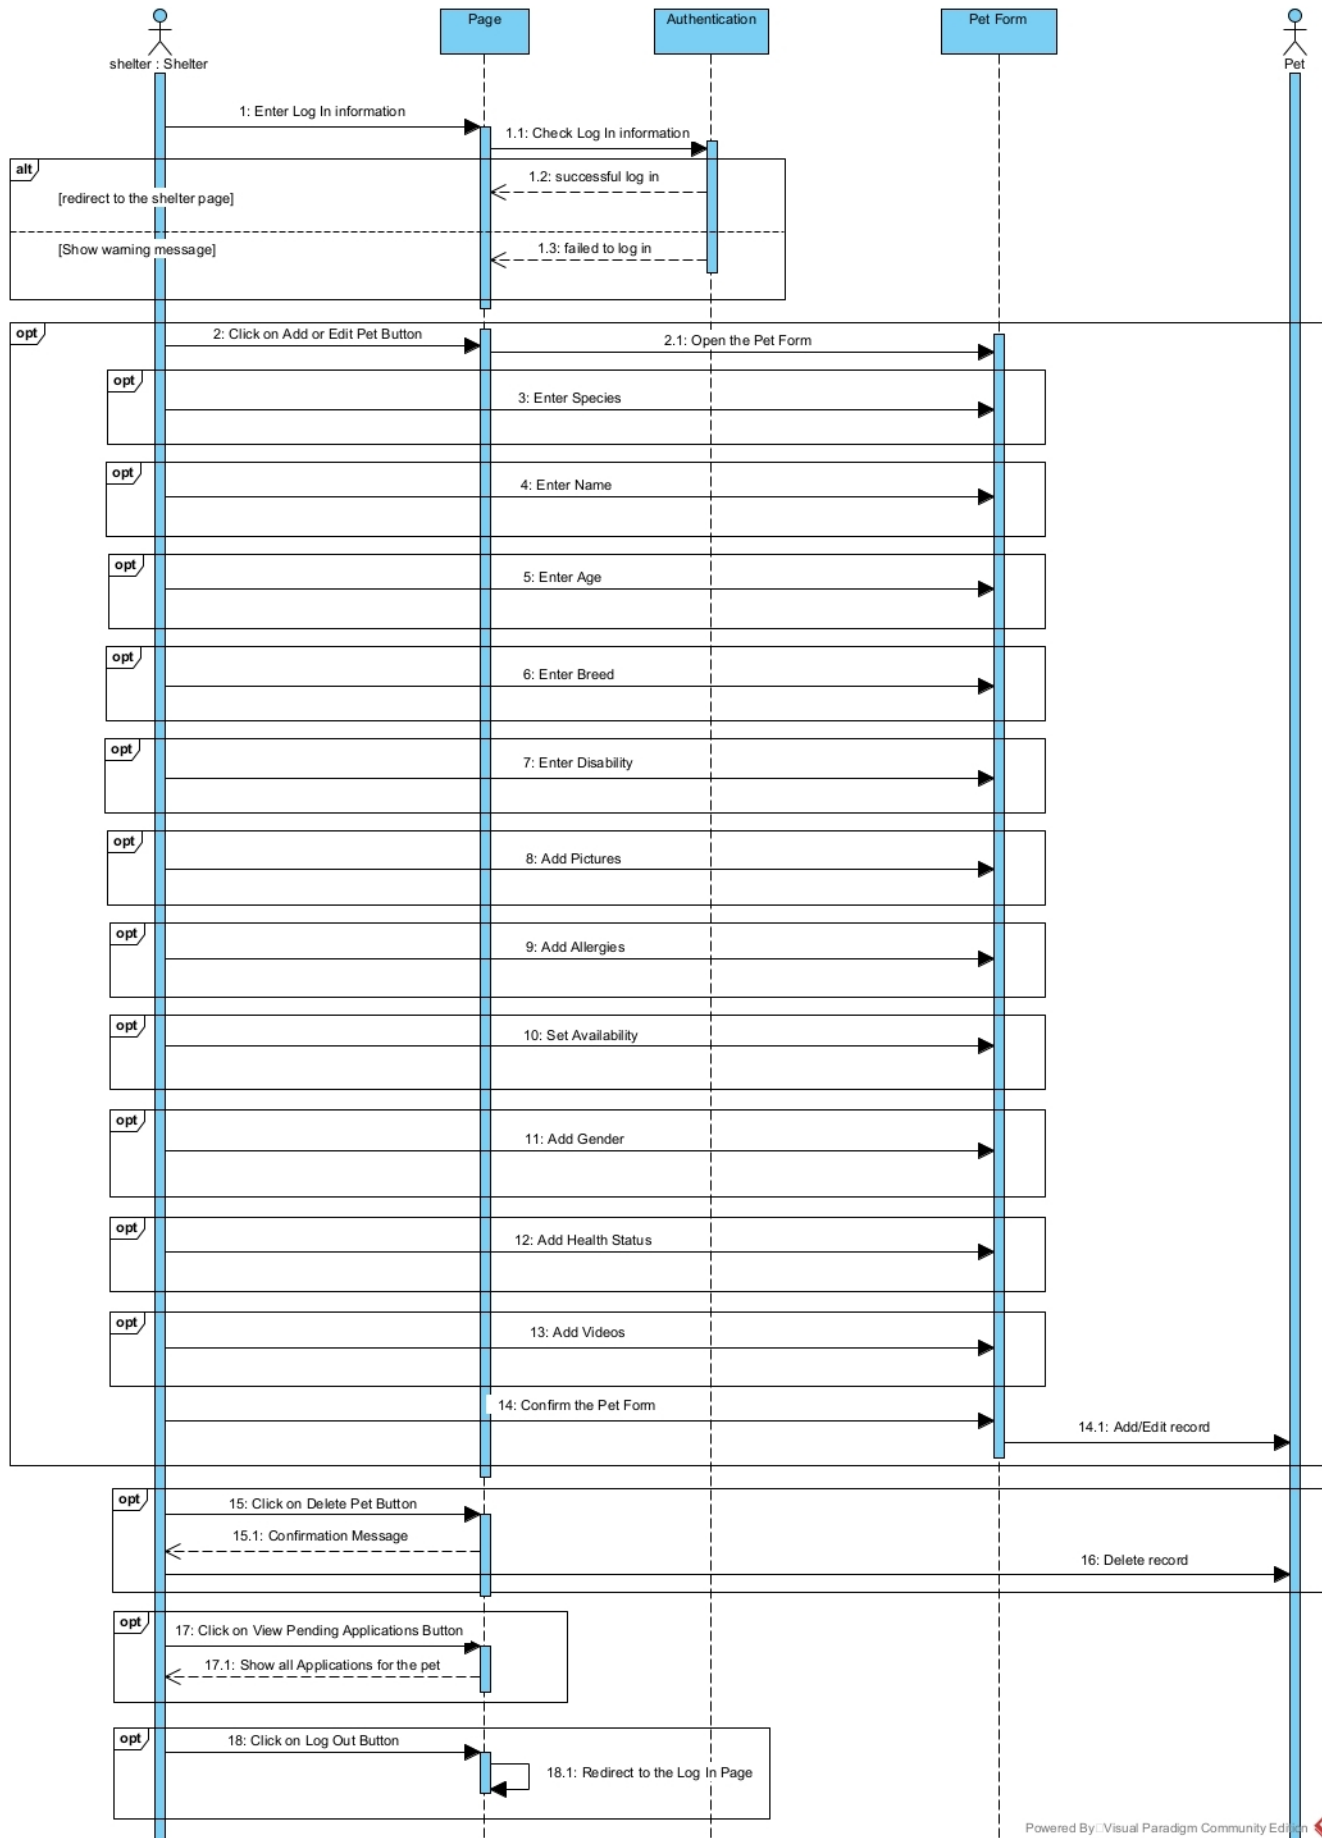 Page
Authentication
Pet Form
shelter : Shelter
Pet
1: Enter Log In information
1.1: Check Log In information
alt
1.2: successful log in
[redirect to the shelter page]
[Show warning message]
1.3: failed to log in
opt
2: Click on Add or Edit Pet Button
2.1: Open the Pet Form
opt
3: Enter Species
opt
4: Enter Name
opt
5: Enter Age
opt
6: Enter Breed
opt
7: Enter Disability
opt
8: Add Pictures
opt
9: Add Allergies
opt
10: Set Availability
opt
11: Add Gender
opt
12: Add Health Status
opt
13: Add Videos
14: Confirm the Pet Form
14.1: Add/Edit record
opt
15: Click on Delete Pet Button
15.1: Confirmation Message
16: Delete record
opt
17: Click on View Pending Applications Button
17.1: Show all Applications for the pet
opt
18: Click on Log Out Button
18.1: Redirect to the Log In Page
Powered By Visual Paradigm Community Edition